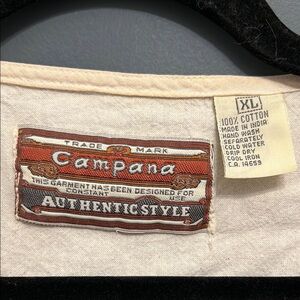 TRADE MARK
Campana
THIS GARMENT HAS BEEN DESIGNED FOR
CONSTANT USE
AUTHENTIC STYLE
XL
100% COTTON
MADE IN INDIA
HAND WASH
SEPARATELY
COLD WATER
DRIP DRY
COOL IRON
C.A. 14659